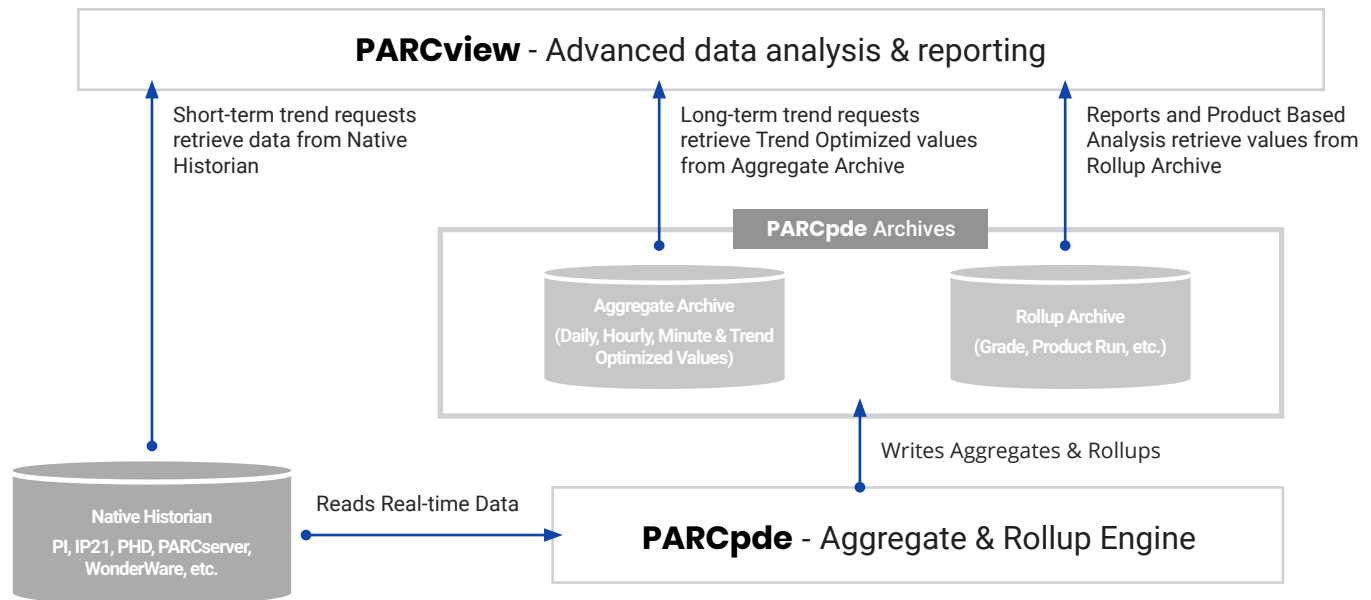 PARCview - Advanced data analysis & reporting
Short-term trend requests
retrieve data from Native
Historian
Long-term trend requests
retrieve Trend Optimized values
from Aggregate Archive
Reports and Product Based
Analysis retrieve values from
Rollup Archive
PARCpde Archives
Aggregate Archive
(Daily, Hourly, Minute & Trend
Optimized Values)
Rollup Archive
(Grade, Product Run, etc.)
Writes Aggregates & Rollups
Native Historian
PI, IP21, PHD, PARCserver,
WonderWare, etc.
Reads Real-time Data
PARCpde - Aggregate & Rollup Engine